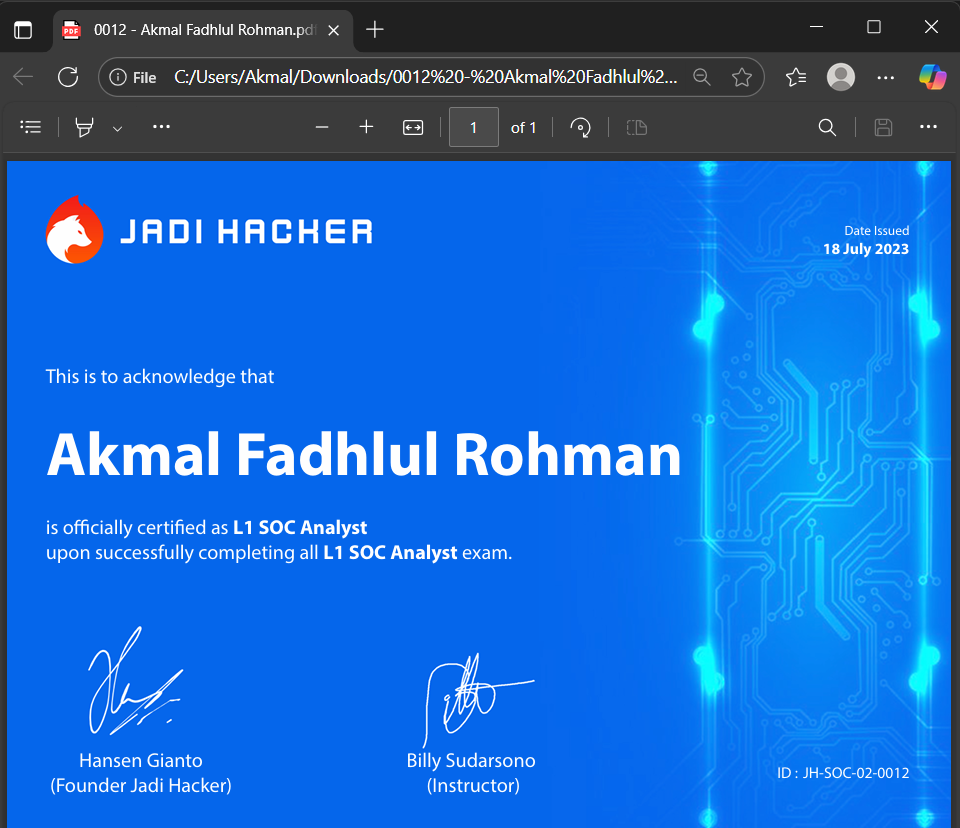 0012 - Akmal Fadhlul Rohman.pd
File
C:/Users/Akmal/Downloads/0012%20-%20Akmal%20Fadhlul%2...
1
of 1
JADI HACKER
Date Issued
18 July 2023
This is to acknowledge that
Akmal Fadhlul Rohman
is officially certified as L1 SOC Analyst
upon successfully completing all L1 SOC Analyst exam.
Hansen Gianto
(Founder Jadi Hacker)
Billy Sudarsono
(Instructor)
ID : JH-SOC-02-0012